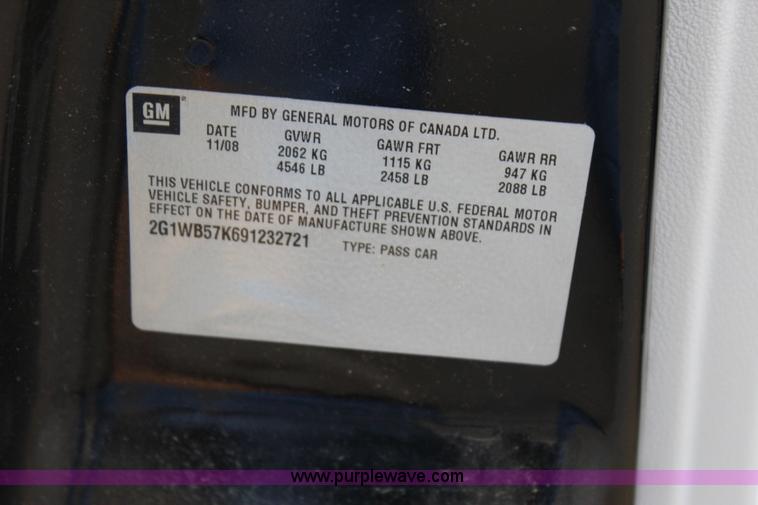 GM
MFD BY GENERAL MOTORS OF CANADA LTD.
DATE GVWR GAWR FRT GAWR RR
11/08 2062 KG 1115 KG 947 KG
4546 LB 2458 LB 2088 LB
THIS VEHICLE CONFORMS TO ALL APPLICABLE U.S. FEDERAL MOTOR
VEHICLE SAFETY, BUMPER, AND THEFT PREVENTION STANDARDS IN
EFFECT ON THE DATE OF MANUFACTURE SHOWN ABOVE.
2G1WB57K691232721 TYPE: PASS CAR
www.purplewave.com